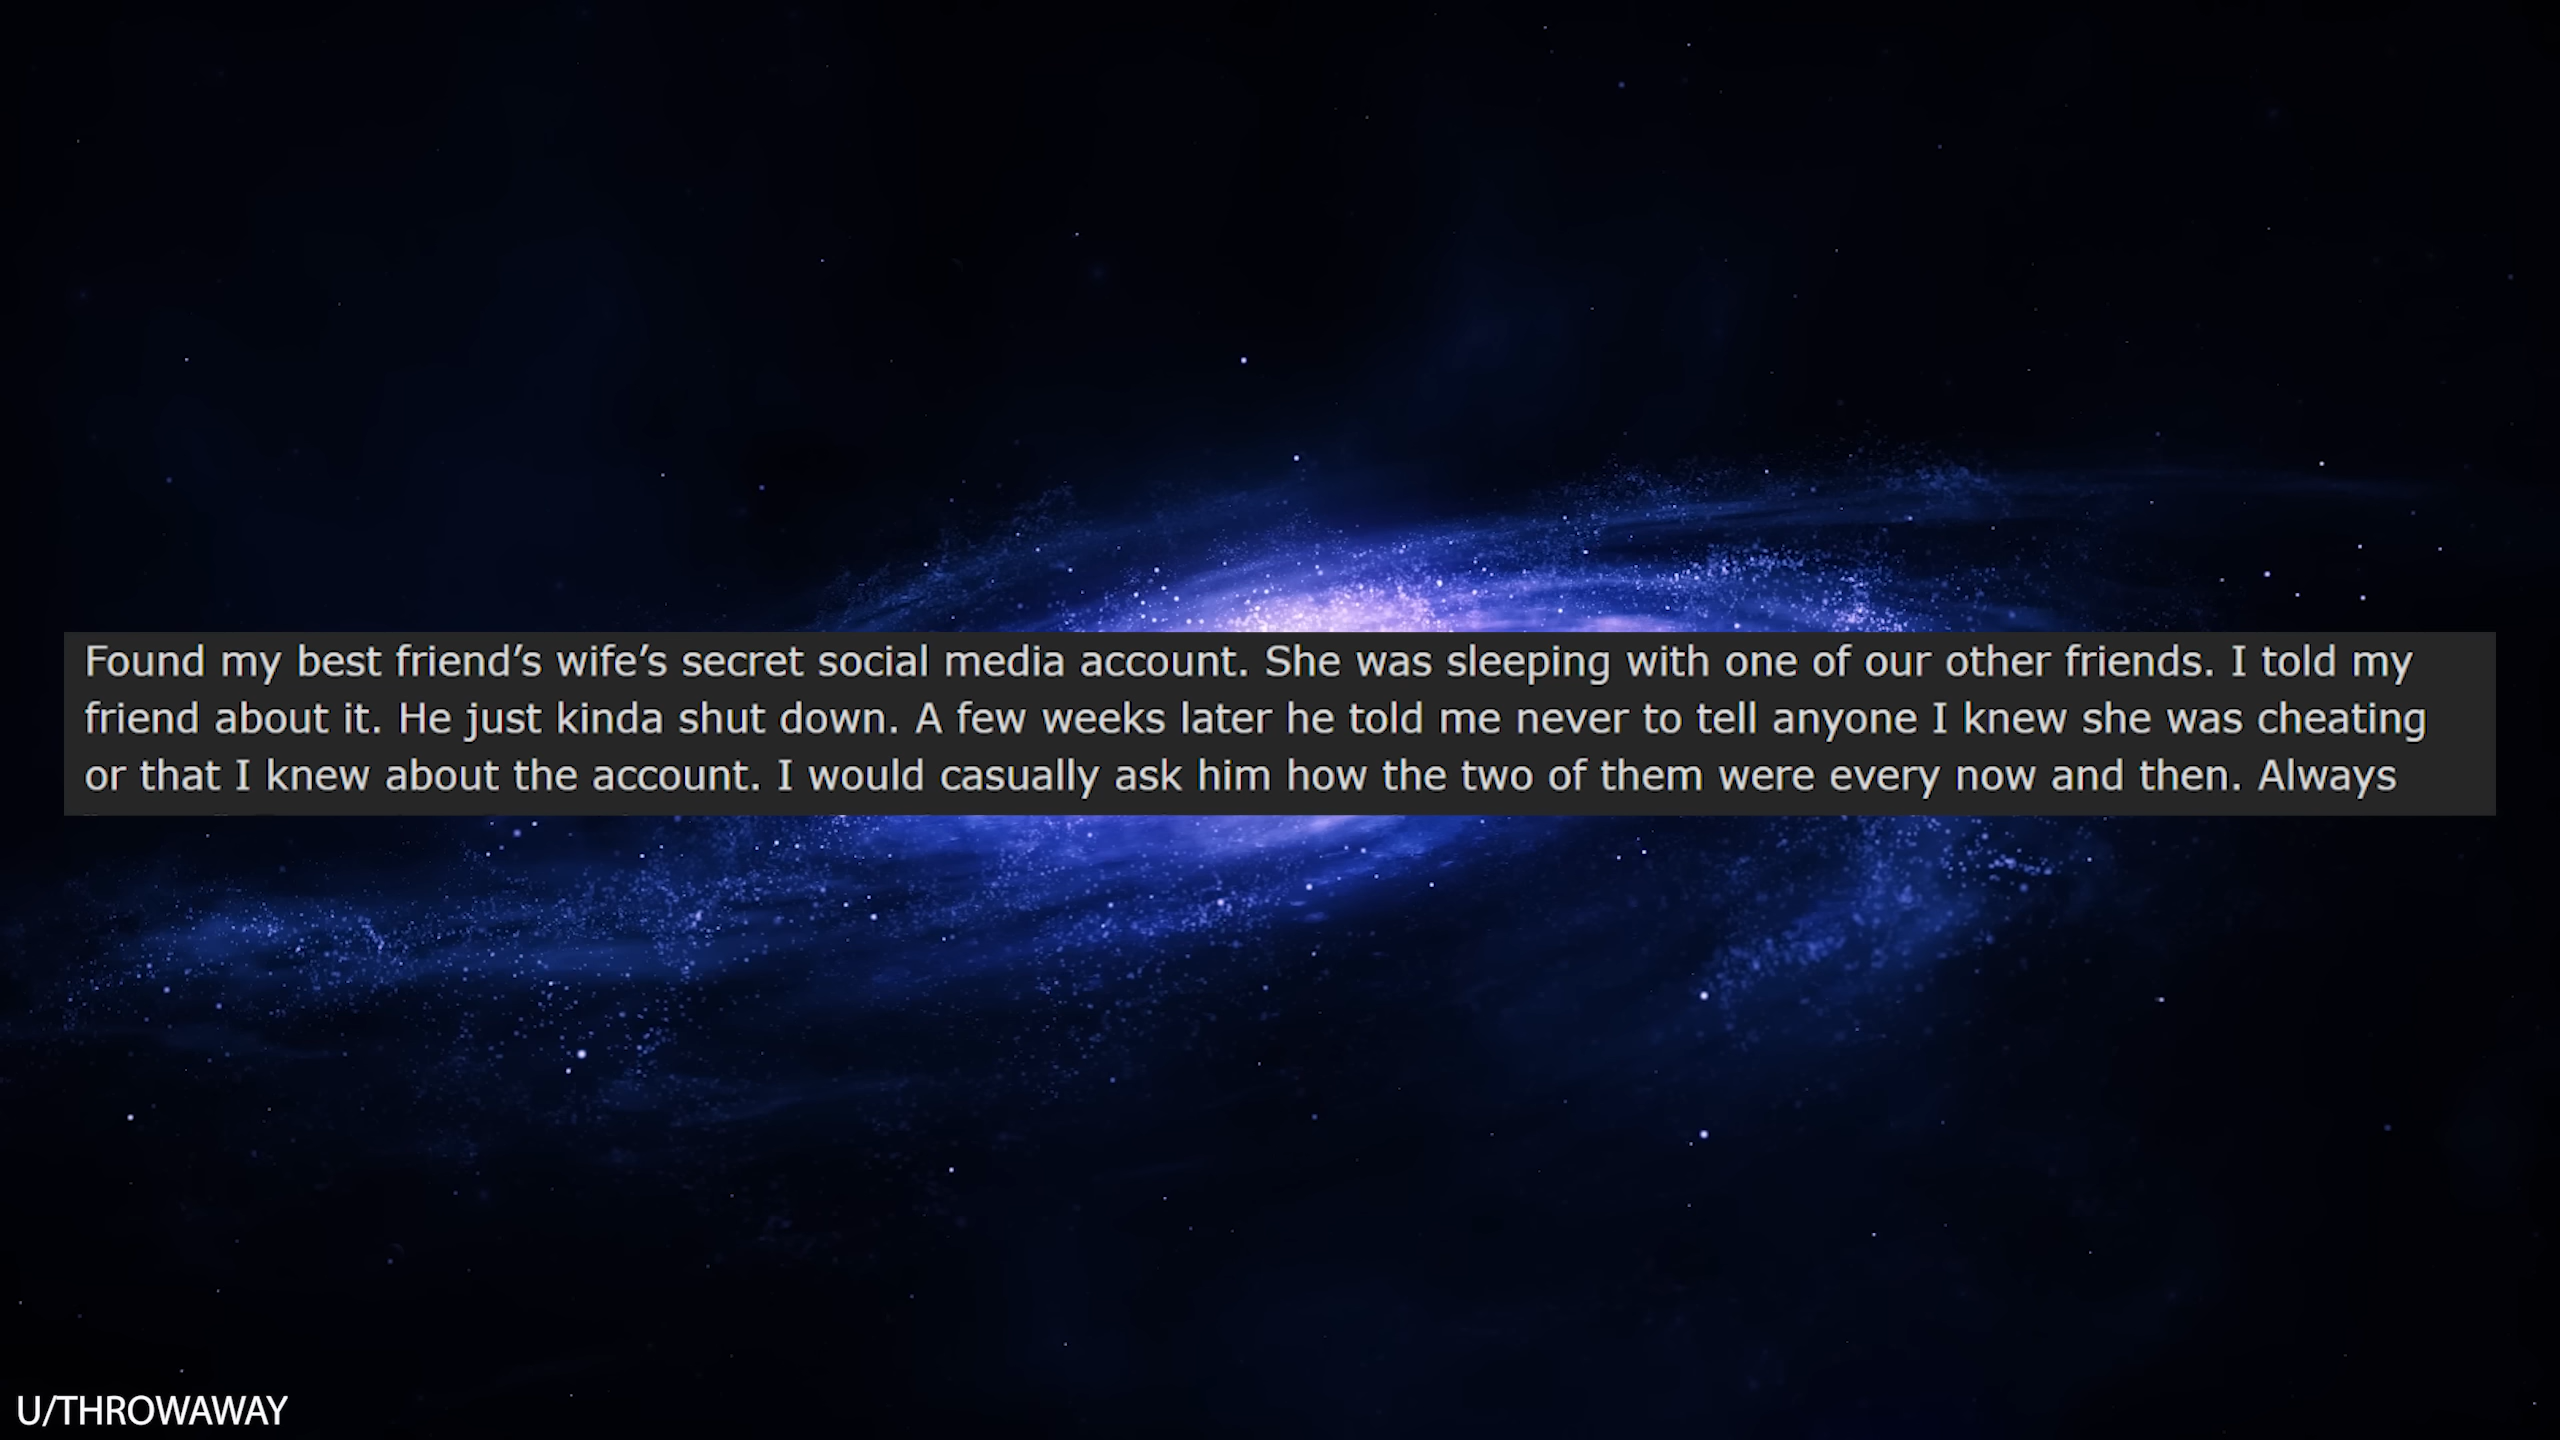 Found my best friend’s wife’s secret social media account. She was sleeping with one of our other friends. I told my
friend about it. He just kinda shut down. A few weeks later he told me never to tell anyone I knew she was cheating
or that I knew about the account. I would casually ask him how the two of them were every now and then. Always
U/THROWAWAY